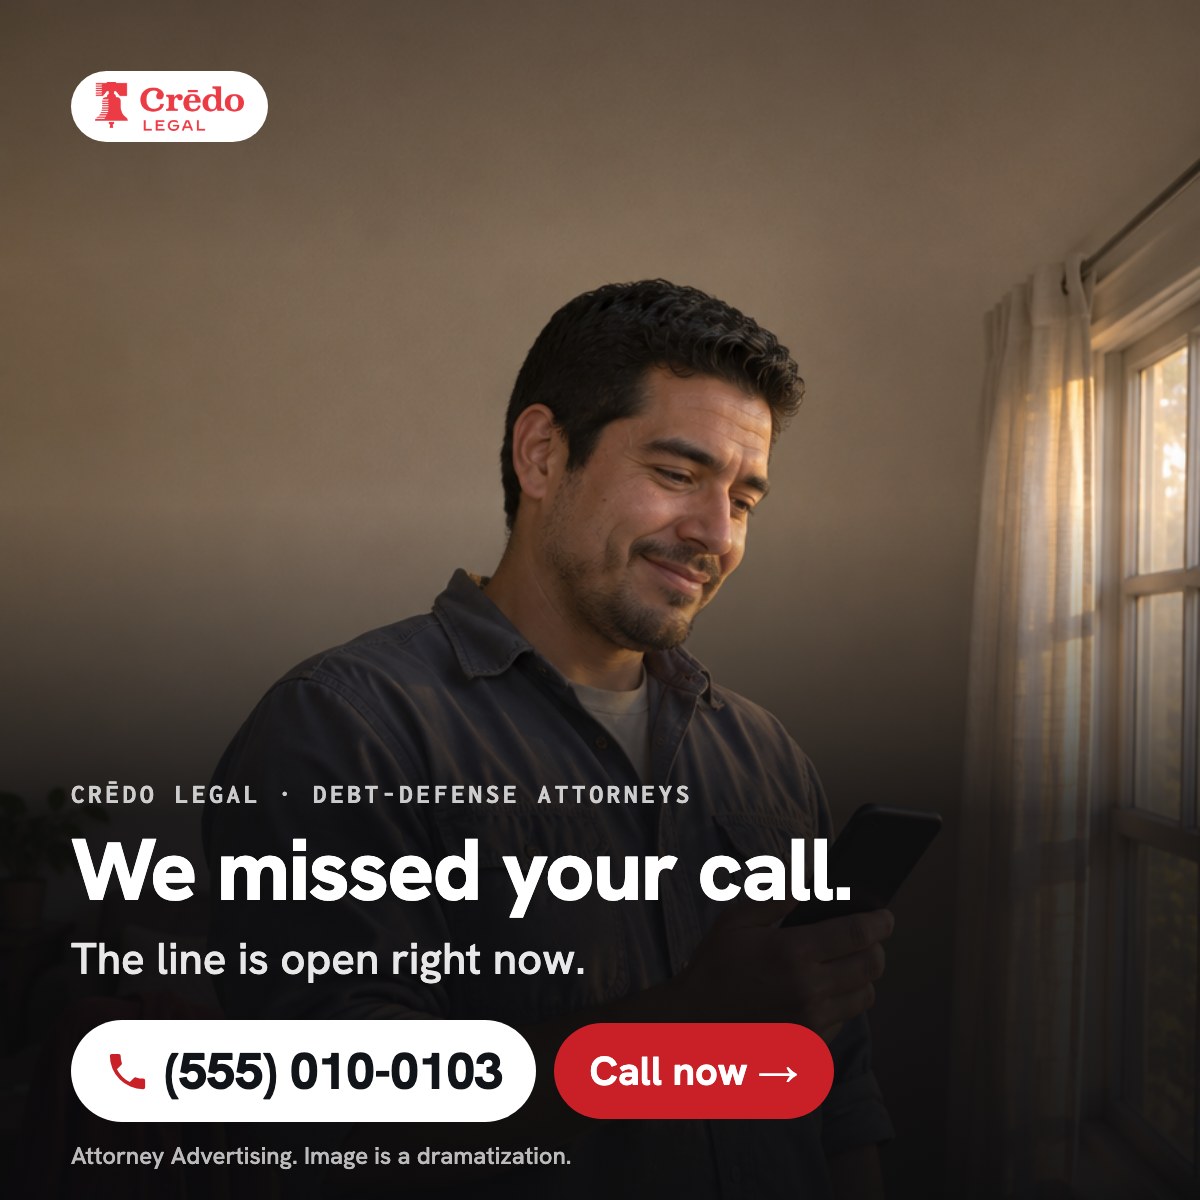 Crēdo
LEGAL
CRĒDO LEGAL · DEBT-DEFENSE ATTORNEYS
We missed your call.
The line is open right now.
(555) 010-0103
Call now →
Attorney Advertising. Image is a dramatization.